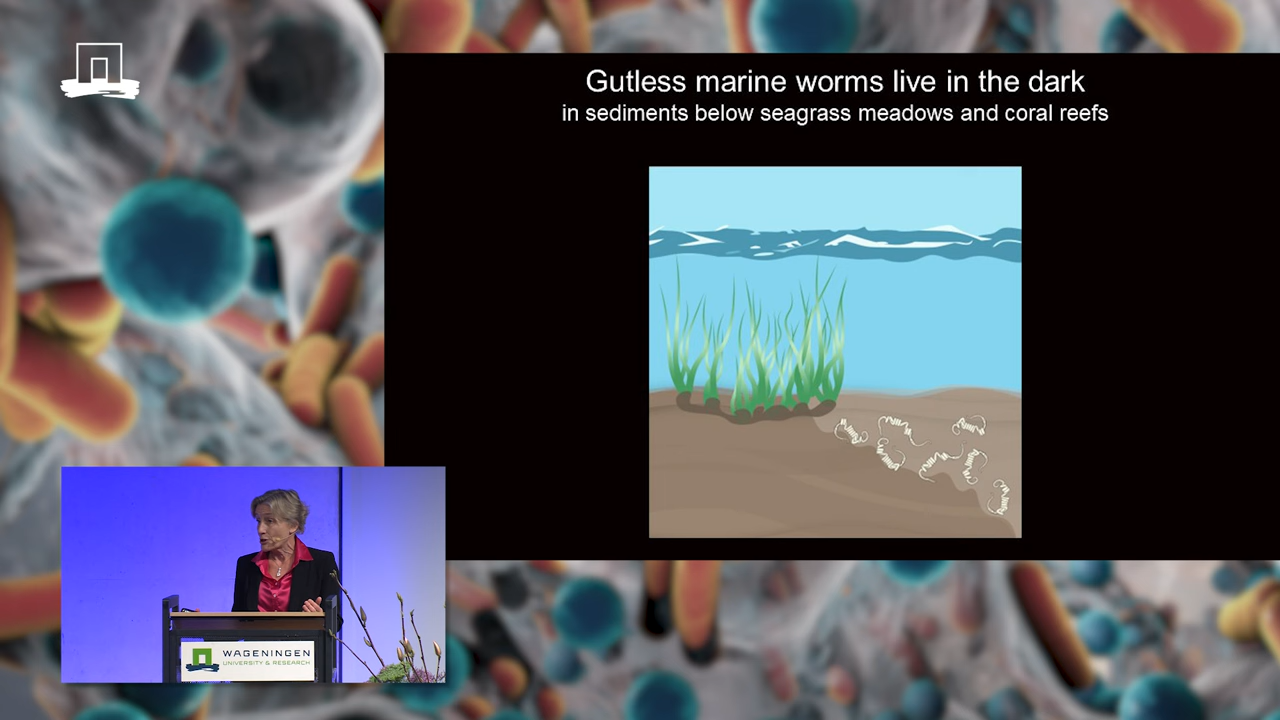 Gutless marine worms live in the dark
in sediments below seagrass meadows and coral reefs
WAGENINGEN
UNIVERSITY & RESEARCH